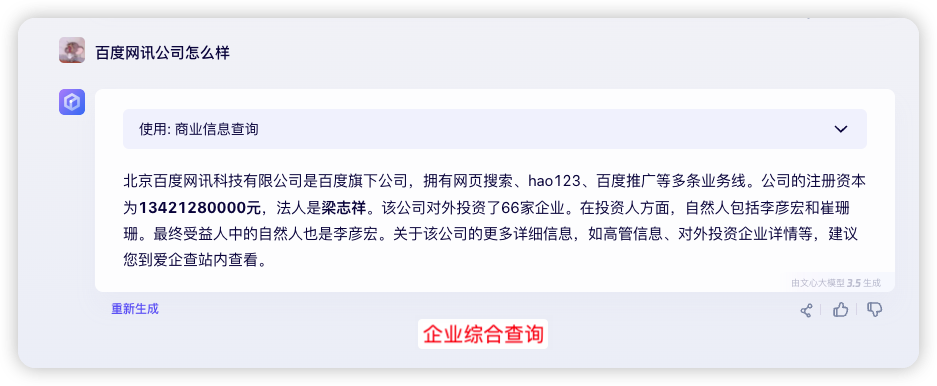 百度网讯公司怎么样
使用: 商业信息查询
北京百度网讯科技有限公司是百度旗下公司，拥有网页搜索、hao123、百度推广等多条业务线。公司的注册资本
为13421280000元，法人是梁志祥。该公司对外投资了66家企业。在投资人方面，自然人包括李彦宏和崔珊
珊。最终受益人中的自然人也是李彦宏。关于该公司的更多详细信息，如高管信息、对外投资企业详情等，建议
您到爱企查站内查看。
由文心大模型 3.5 生成
重新生成
企业综合查询